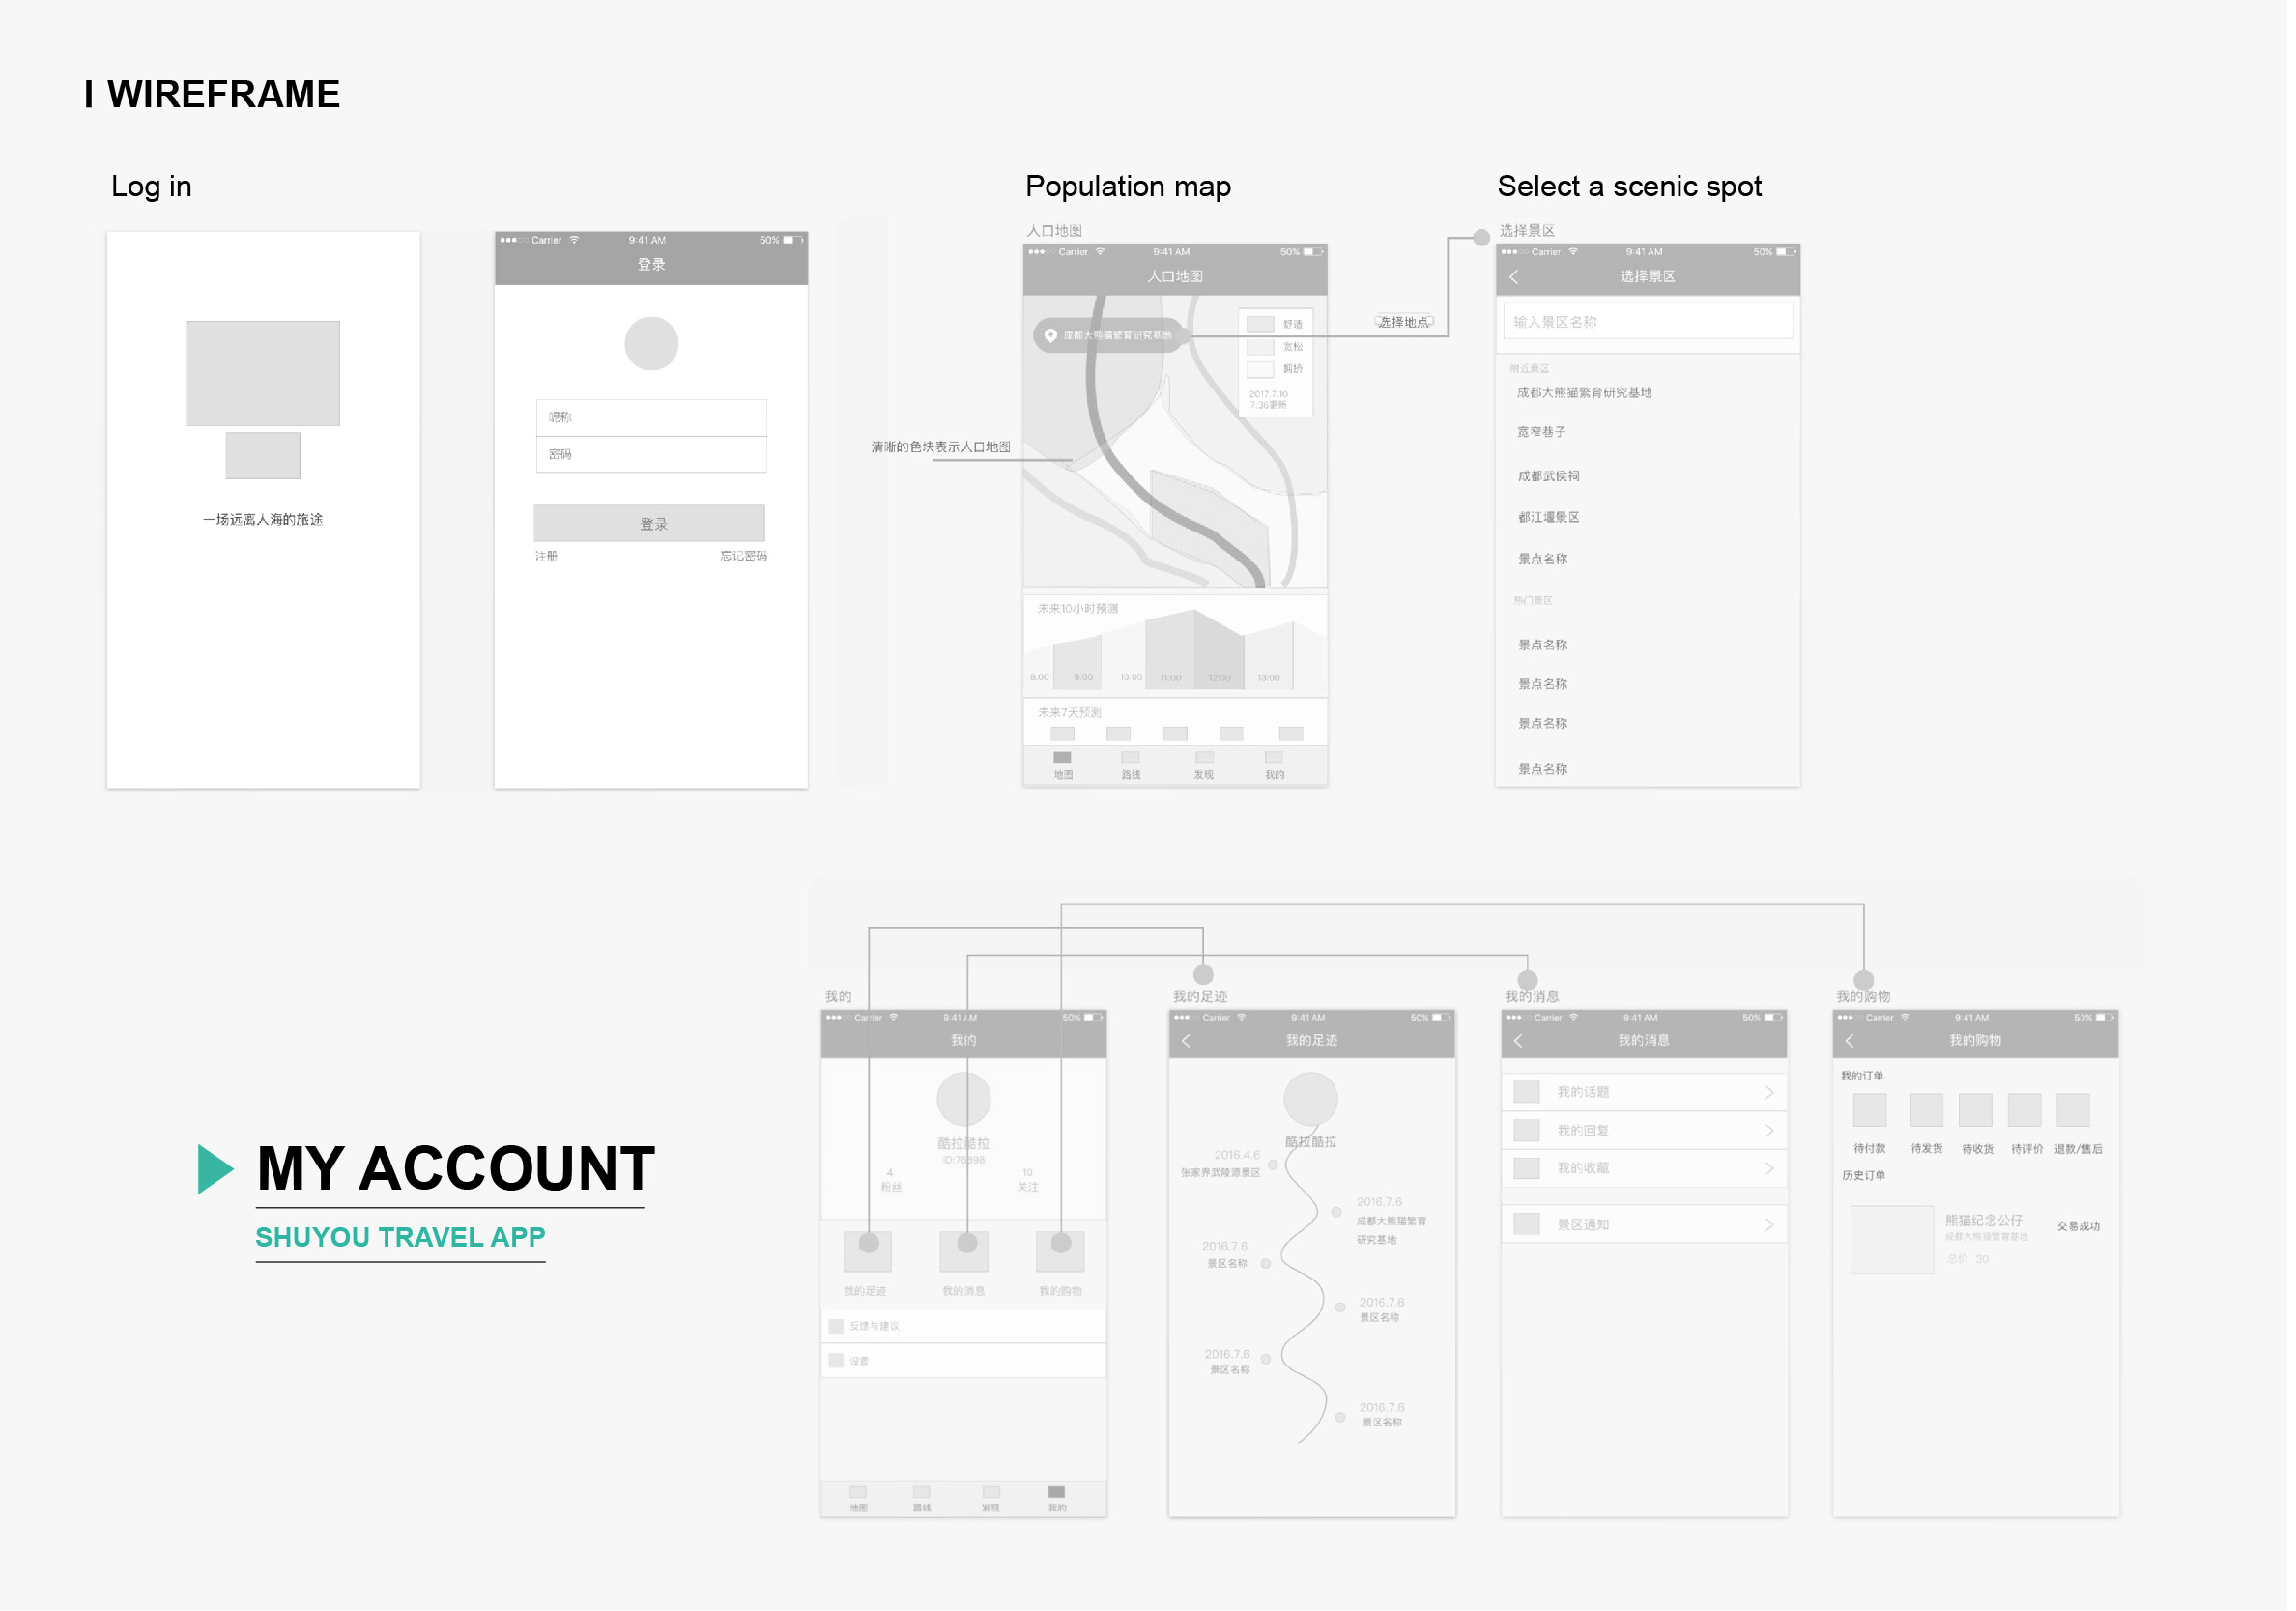 I WIREFRAME
Log in
Population map
Select a scenic spot
一场远离人海的旅途
Carrier 9:41 AM 50%
登录
昵称
密码
登录
注册 忘记密码
清晰的色块表示人口地图
人口地图
Carrier 9:41 AM 50%
人口地图
成都大熊猫繁育研究基地
舒适
宽松
拥挤
2017.7.10
7:36更新
选择地点
未来10小时预测
8:00 9:00 10:00 11:00 12:00 13:00
未来7天预测
地图 路线 发现 我的
选择景区
Carrier 9:41 AM 50%
选择景区
输入景区名称
附近景区
成都大熊猫繁育研究基地
宽窄巷子
成都武侯祠
都江堰景区
景点名称
热门景区
景点名称
景点名称
景点名称
景点名称
MY ACCOUNT
SHUYOU TRAVEL APP
我的
Carrier 9:41 AM 50%
我的
酷拉酷拉
ID:76898
4 10
粉丝 关注
我的足迹 我的消息 我的购物
反馈与建议
设置
地图 路线 发现 我的
我的足迹
Carrier 9:41 AM 50%
我的足迹
酷拉酷拉
2016.4.6
张家界武陵源景区
2016.7.6
成都大熊猫繁育
研究基地
2016.7.6
景区名称
2016.7.6
景区名称
2016.7.6
景区名称
2016.7.6
景区名称
我的消息
Carrier 9:41 AM 50%
我的消息
我的话题
我的回复
我的收藏
景区通知
我的购物
Carrier 9:41 AM 50%
我的购物
我的订单
待付款 待发货 待收货 待评价 退款/售后
历史订单
熊猫纪念公仔
成都大熊猫繁育基地
交易成功
总价 30